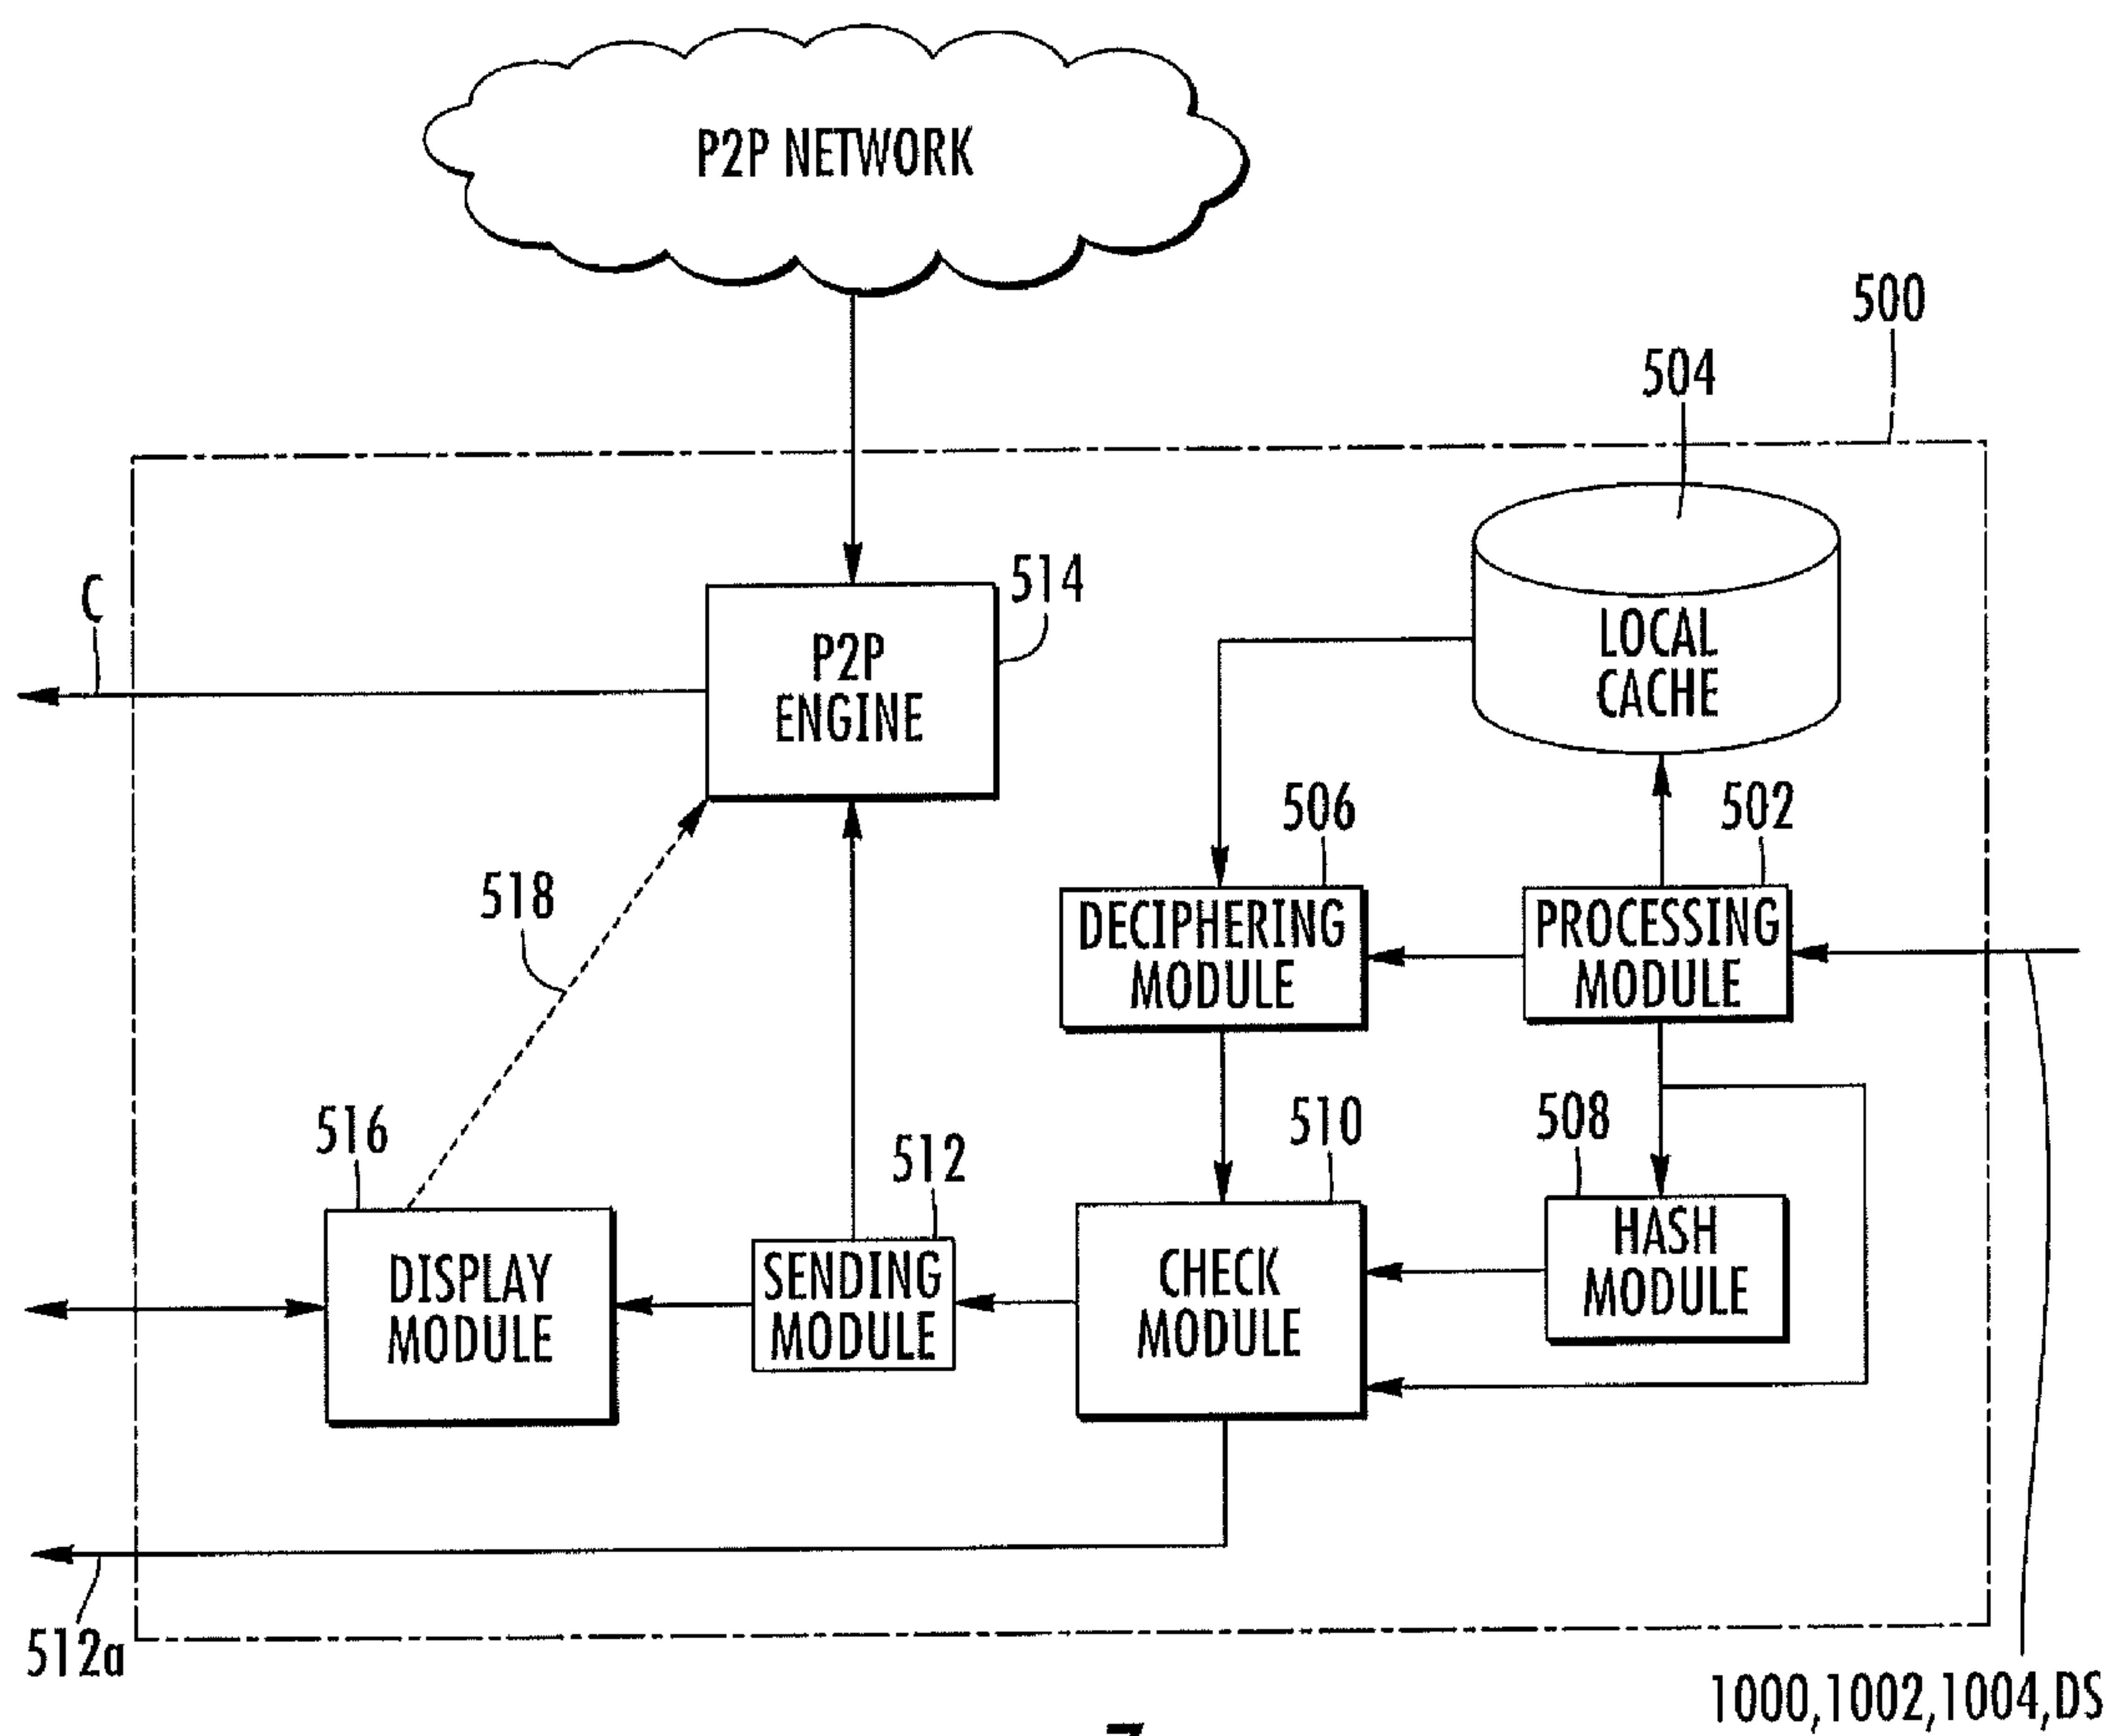 P2P NETWORK
500
504
C
514
P2P
ENGINE
LOCAL
CACHE
506
502
518
DECIPHERING
MODULE
PROCESSING
MODULE
516
512
510
508
DISPLAY
MODULE
SENDING
MODULE
CHECK
MODULE
HASH
MODULE
512a
1000,1002,1004,DS